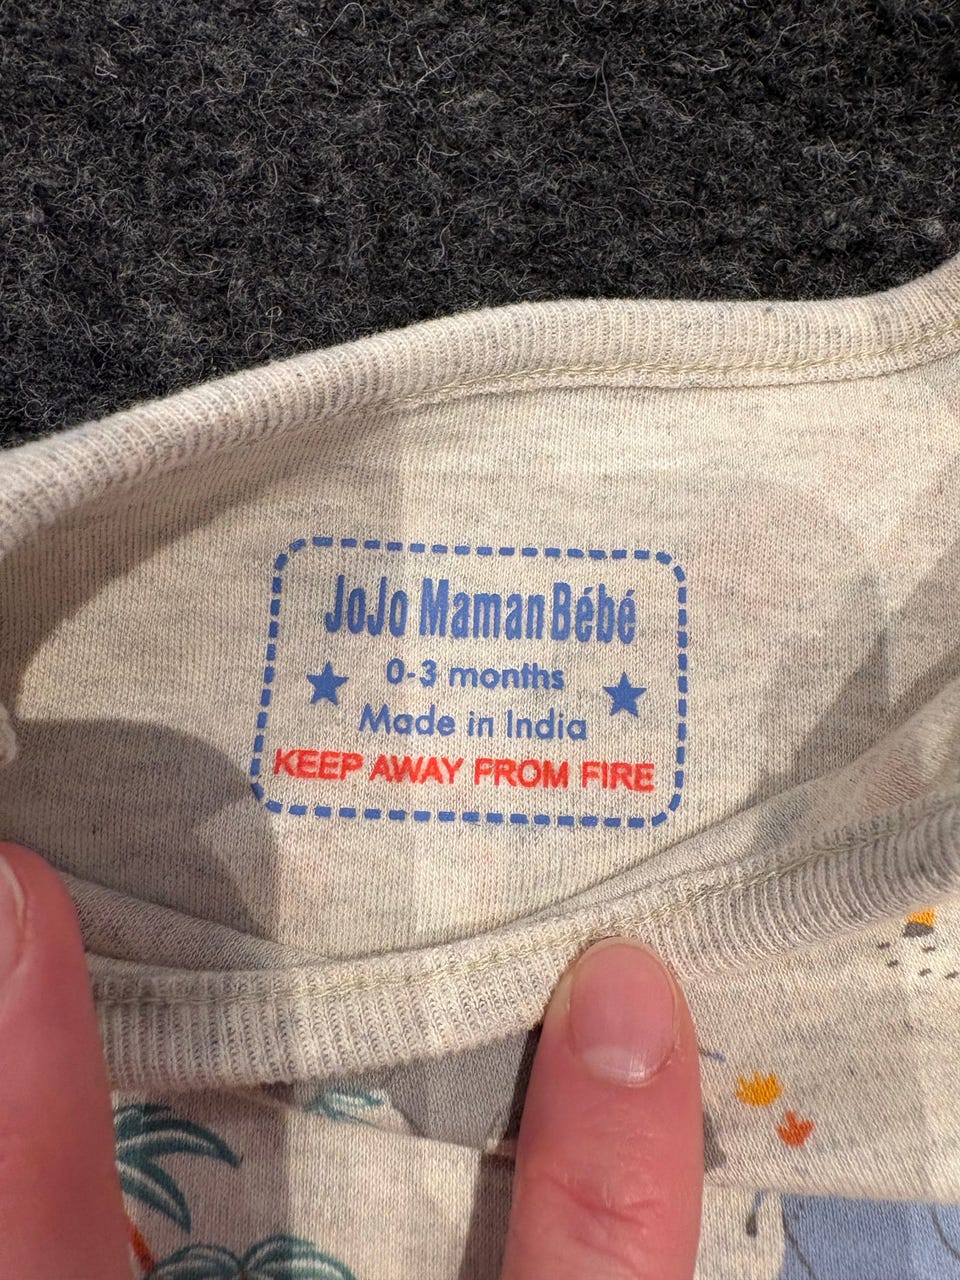 JoJo Maman Bébé
0-3 months
Made in India
KEEP AWAY FROM FIRE